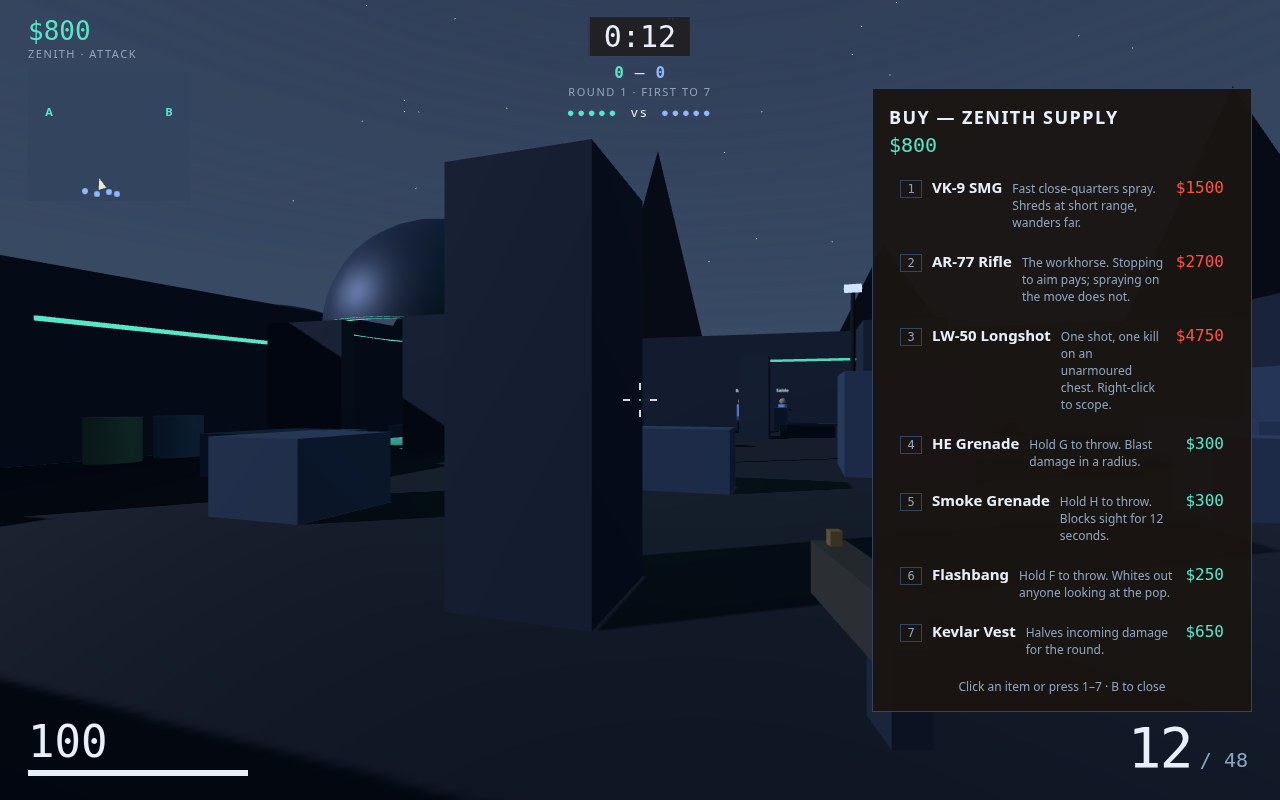 $800
ZENITH · ATTACK
A B
0:12
0 — 0
ROUND 1 · FIRST TO 7
VS
BUY — ZENITH SUPPLY
$800
1 VK-9 SMG Fast close-quarters spray. $1500
Shreds at short range,
wanders far.
2 AR-77 Rifle The workhorse. Stopping $2700
to aim pays; spraying on
the move does not.
3 LW-50 Longshot One shot, one kill $4750
on an
unarmoured
chest. Right-click
to scope.
4 HE Grenade Hold G to throw. Blast $300
damage in a radius.
5 Smoke Grenade Hold H to throw. $300
Blocks sight for 12
seconds.
6 Flashbang Hold F to throw. Whites out $250
anyone looking at the pop.
7 Kevlar Vest Halves incoming damage $650
for the round.
Click an item or press 1–7 · B to close
100
12 / 48